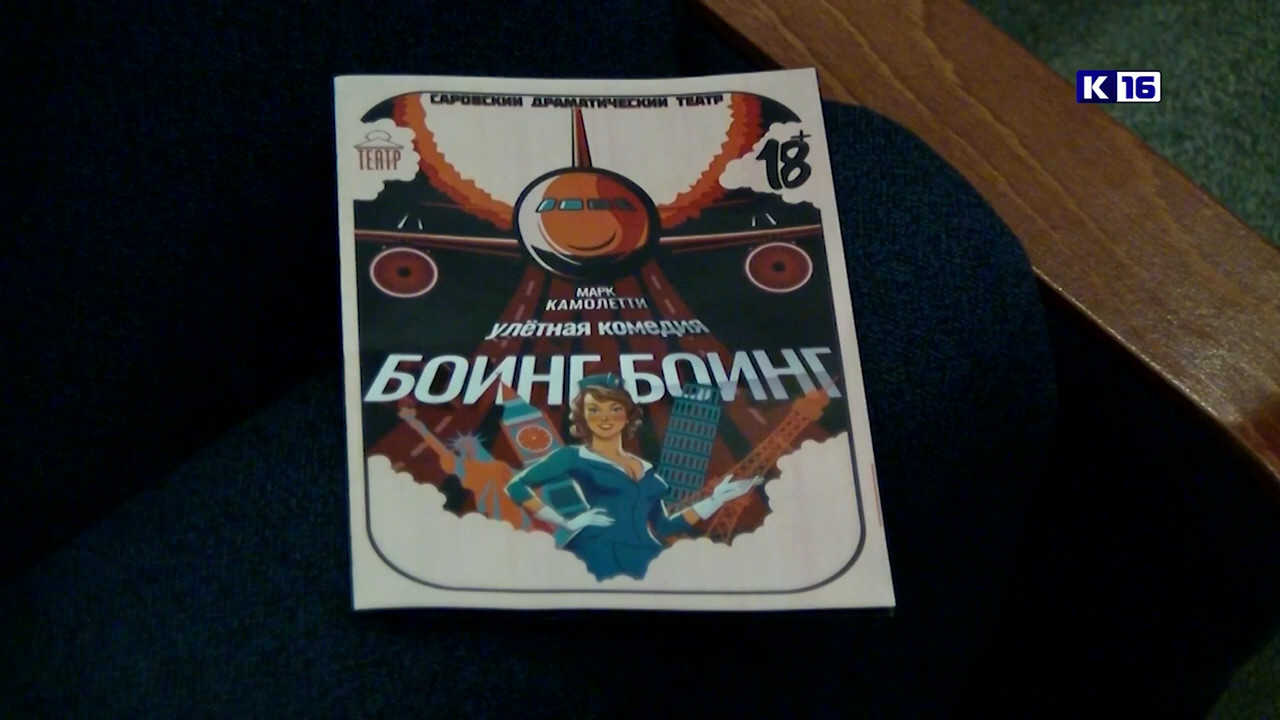 K 16
САРОВСКИЙ ДРАМАТИЧЕСКИЙ ТЕАТР
ТЕАТР
18+
МАРК
КАМОЛЕТТИ
улётная комедия
БОИНГ-БОИНГ